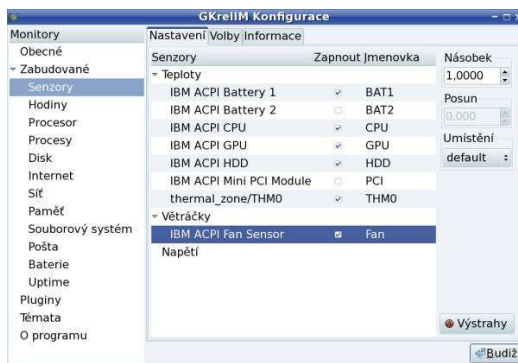 GKrellM Konfigurace
Monitory
Obecné
Zabudované
Senzory
Hodiny
Procesor
Procesy
Disk
Internet
Síť
Paměť
Souborový systém
Pošta
Baterie
Uptime
Pluginy
Témata
O programu
Nastavení Volby Informace
Senzory Zapnout Jmenovka
Teploty
IBM ACPI Battery 1 BAT1
IBM ACPI Battery 2 BAT2
IBM ACPI CPU CPU
IBM ACPI GPU GPU
IBM ACPI HDD HDD
IBM ACPI Mini PCI Module PCI
thermal_zone/THM0 THM0
Větráčky
IBM ACPI Fan Sensor Fan
Napětí
Násobek
1,0000
Posun
0,000
Umístění
default
Výstrahy
Budiž